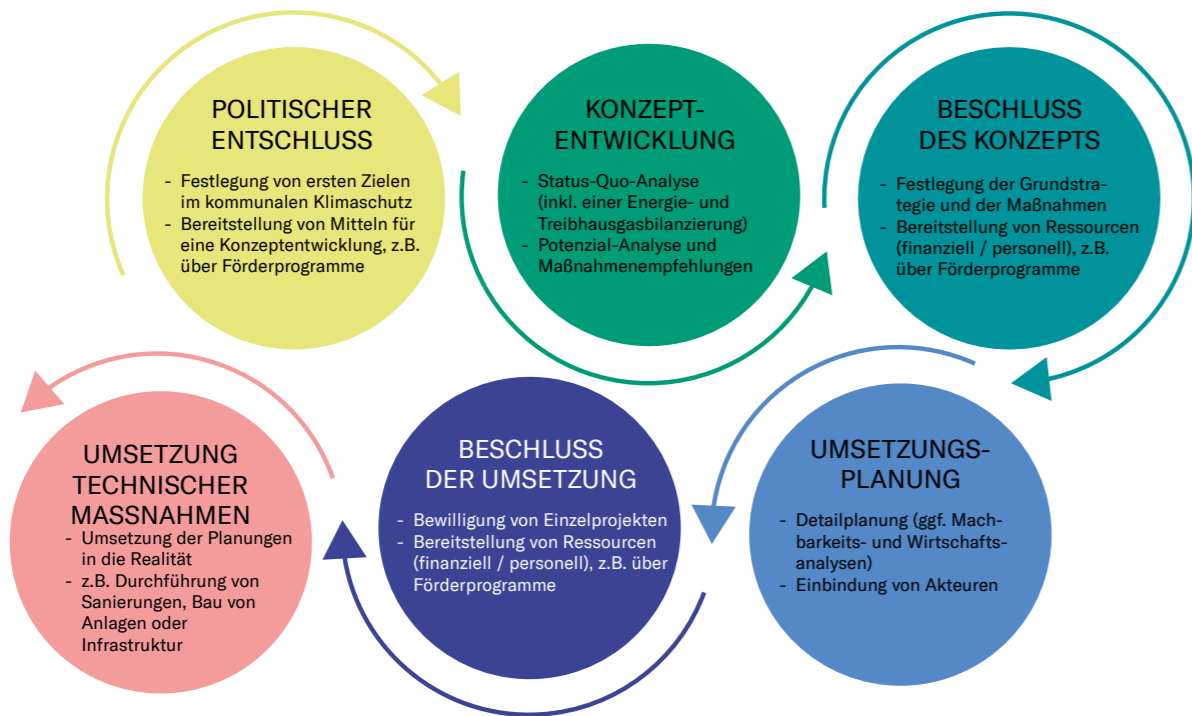 POLITISCHER
ENTSCHLUSS
- Festlegung von ersten Zielen
im kommunalen Klimaschutz
- Bereitstellung von Mitteln für
eine Konzeptentwicklung, z.B.
über Förderprogramme
KONZEPT-
ENTWICKLUNG
- Status-Quo-Analyse
(inkl. einer Energie- und
Treibhausgasbilanzierung)
- Potenzial-Analyse und
Maßnahmenempfehlungen
BESCHLUSS
DES KONZEPTS
- Festlegung der Grundstra-
tegie und der Maßnahmen
- Bereitstellung von Ressourcen
(finanziell / personell), z.B.
über Förderprogramme
UMSETZUNGS-
PLANUNG
- Detailplanung (ggf. Mach-
barkeits- und Wirtschafts-
analysen)
- Einbindung von Akteuren
BESCHLUSS
DER UMSETZUNG
- Bewilligung von Einzelprojekten
- Bereitstellung von Ressourcen
(finanziell / personell), z.B. über
Förderprogramme
UMSETZUNG
TECHNISCHER
MASSNAHMEN
- Umsetzung der Planungen
in die Realität
- z.B. Durchführung von
Sanierungen, Bau von
Anlagen oder
Infrastruktur